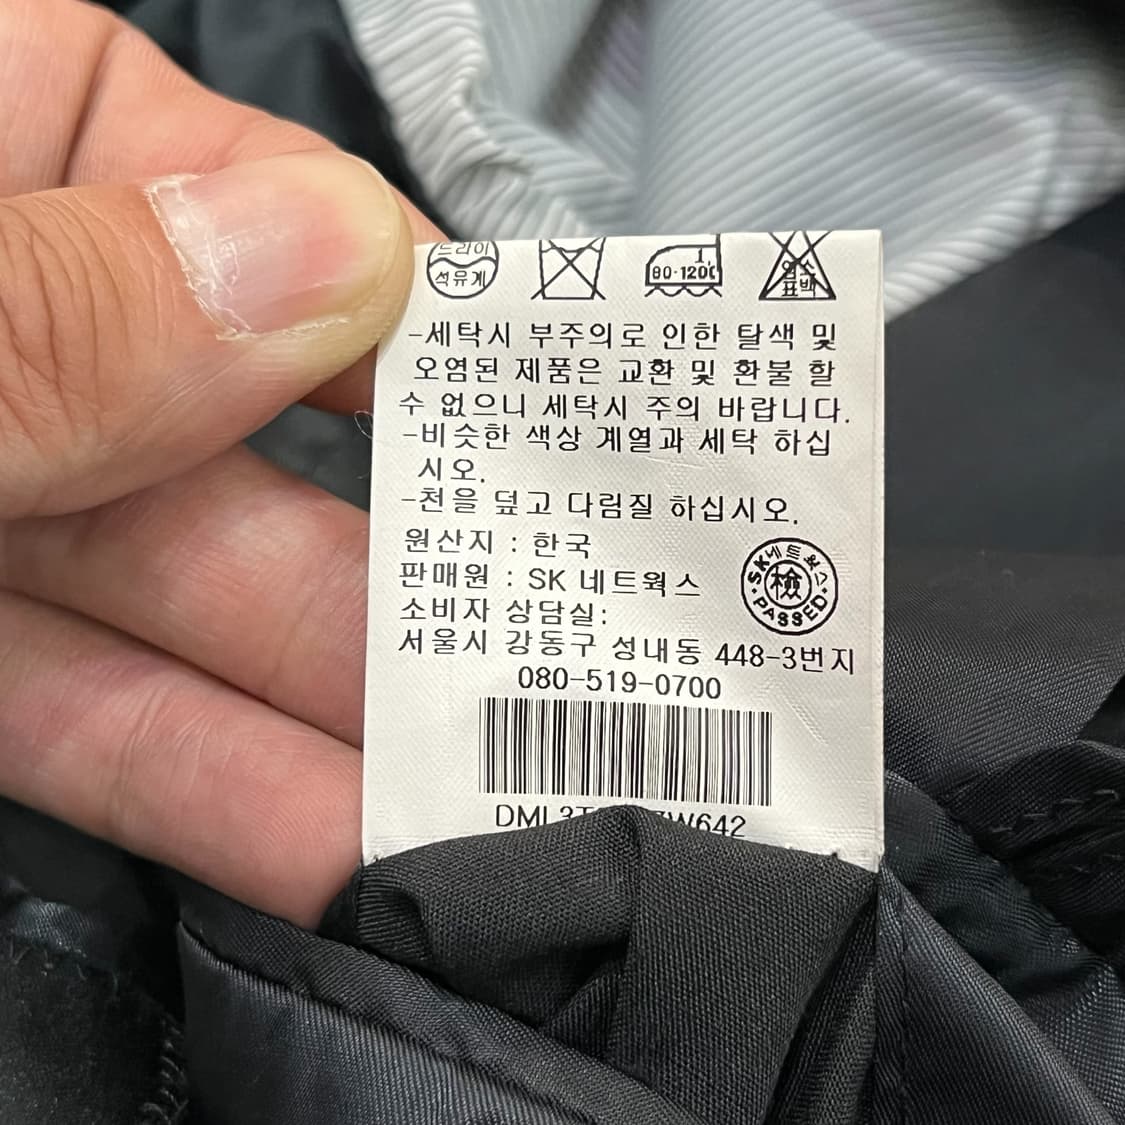 드라이
석유계
80·120℃
염소
표백
-세탁시 부주의로 인한 탈색 및
오염된 제품은 교환 및 환불 할
수 없으니 세탁시 주의 바랍니다.
-비슷한 색상 계열과 세탁 하십
시오.
-천을 덮고 다림질 하십시오.
원산지 : 한국
판매원 : SK 네트웍스
SK네트웍스
檢
PASSED
소비자 상담실:
서울시 강동구 성내동 448-3번지
080-519-0700